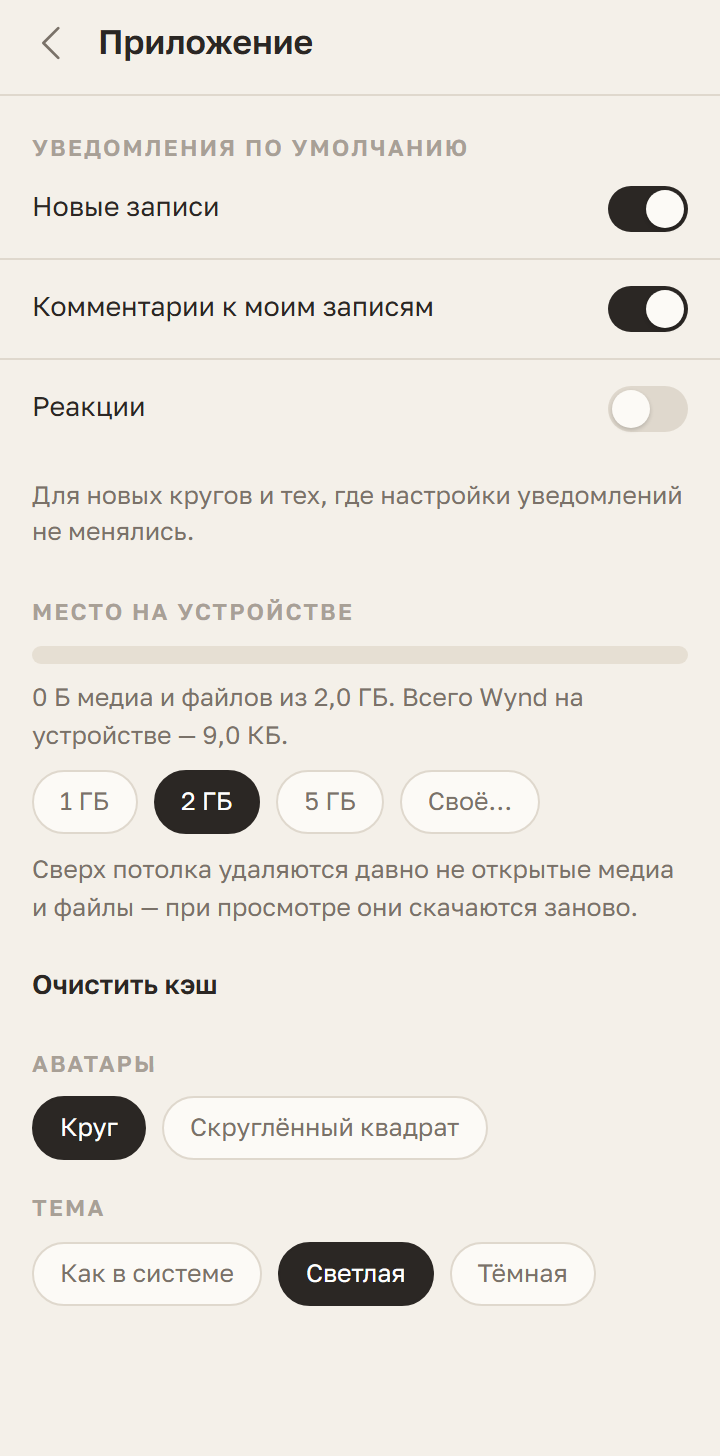 Приложение
УВЕДОМЛЕНИЯ ПО УМОЛЧАНИЮ
Новые записи
Комментарии к моим записям
Реакции
Для новых кругов и тех, где настройки уведомлений
не менялись.
МЕСТО НА УСТРОЙСТВЕ
0 Б медиа и файлов из 2,0 ГБ. Всего Wynd на
устройстве — 9,0 КБ.
1 ГБ 2 ГБ 5 ГБ Своё...
Сверх потолка удаляются давно не открытые медиа
и файлы — при просмотре они скачаются заново.
Очистить кэш
АВАТАРЫ
Круг Скруглённый квадрат
ТЕМА
Как в системе Светлая Тёмная